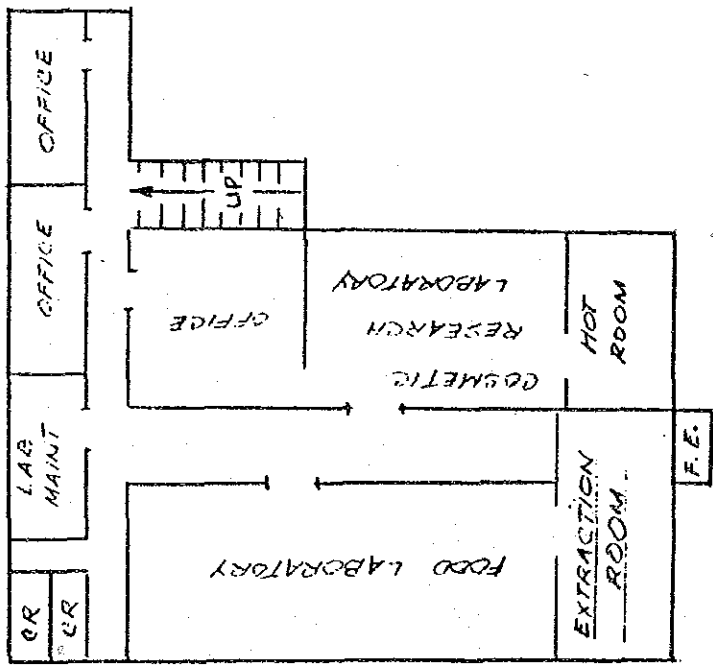 OFFICE
OFFICE
LAB
MAINT
CR
CR
UP
OFFICE
COSMETIC
RESEARCH
LABORATORY
HOT
ROOM
FOOD LABORATORY
EXTRACTION
ROOM
F.E.